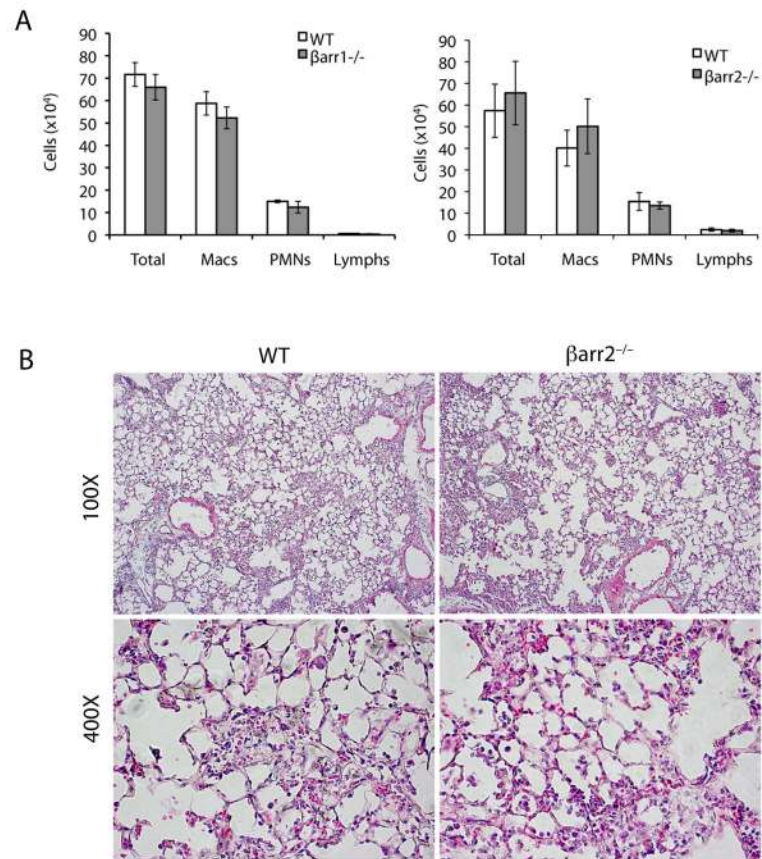 A
WT
βarr1-/-
Cells (x10⁴)
90
80
70
60
50
40
30
20
10
0
Total Macs PMNs Lymphs
WT
βarr2-/-
Cells (x10⁴)
90
80
70
60
50
40
30
20
10
0
Total Macs PMNs Lymphs
B
WT βarr2⁻/⁻
100X
400X